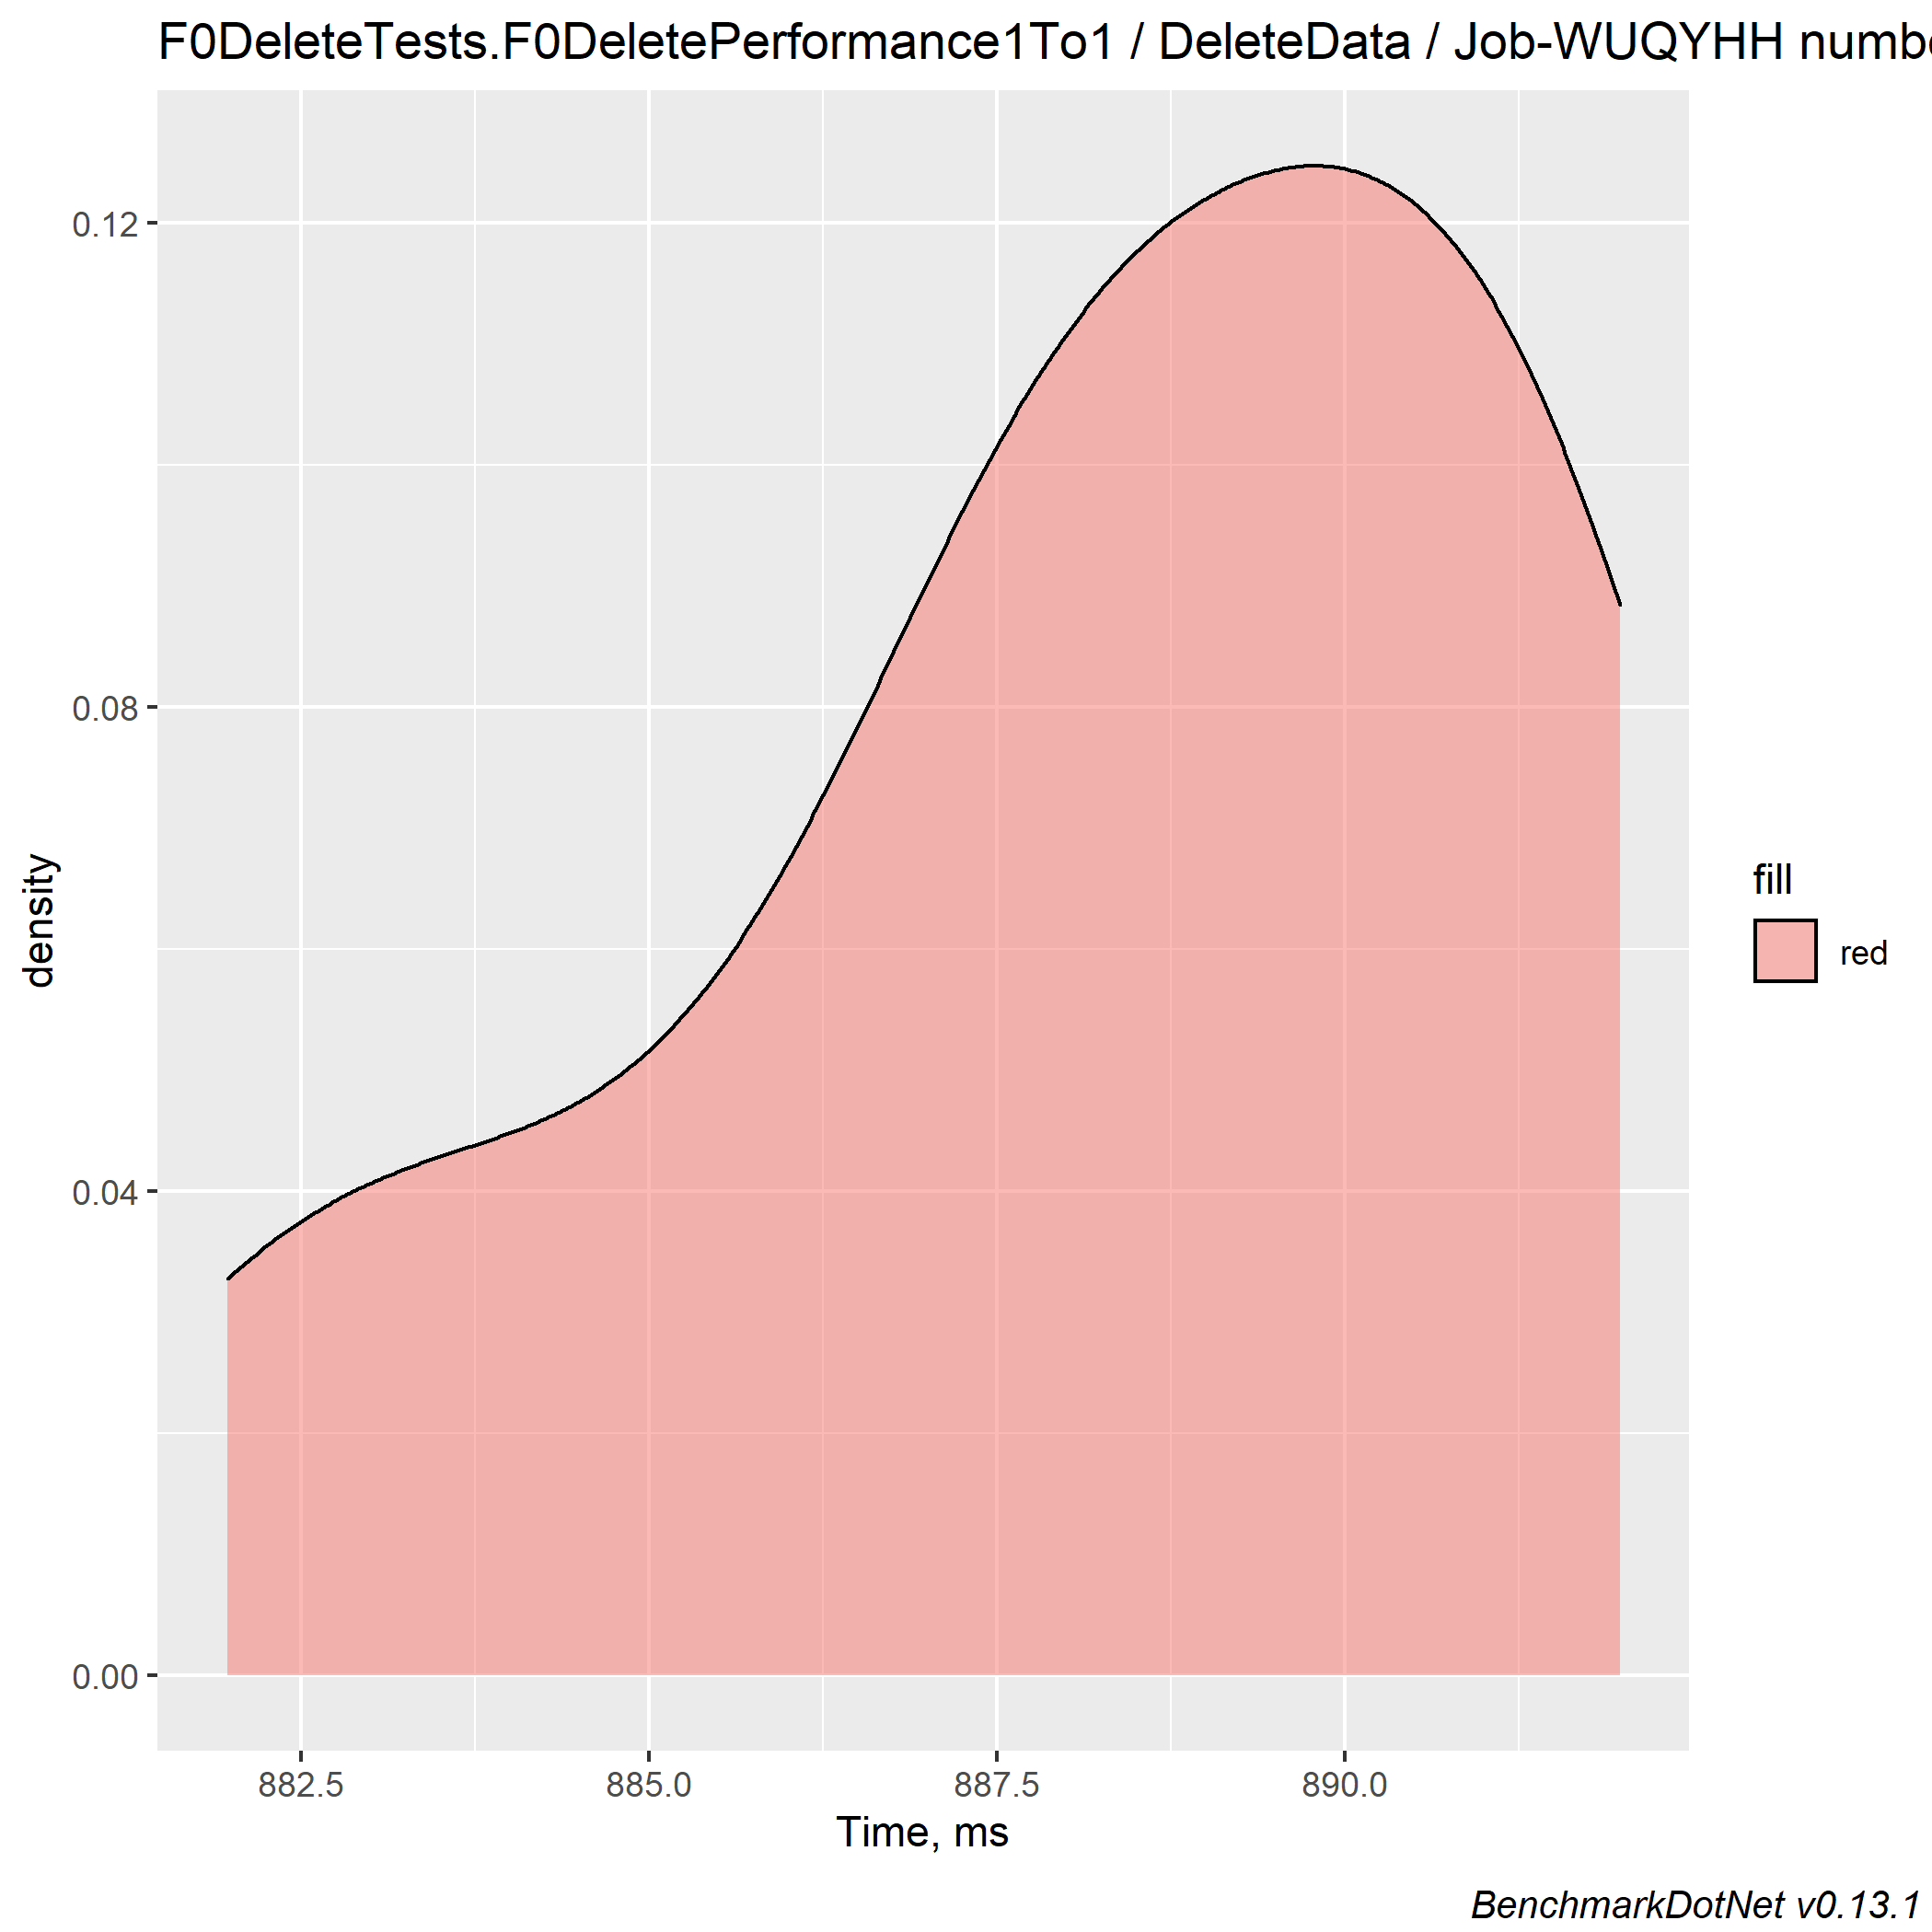 F0DeleteTests.F0DeletePerformance1To1 / DeleteData / Job-WUQYHH
0.12
0.08
0.04
0.00
density
882.5 885.0 887.5 890.0
Time, ms
fill
red
BenchmarkDotNet v0.13.1